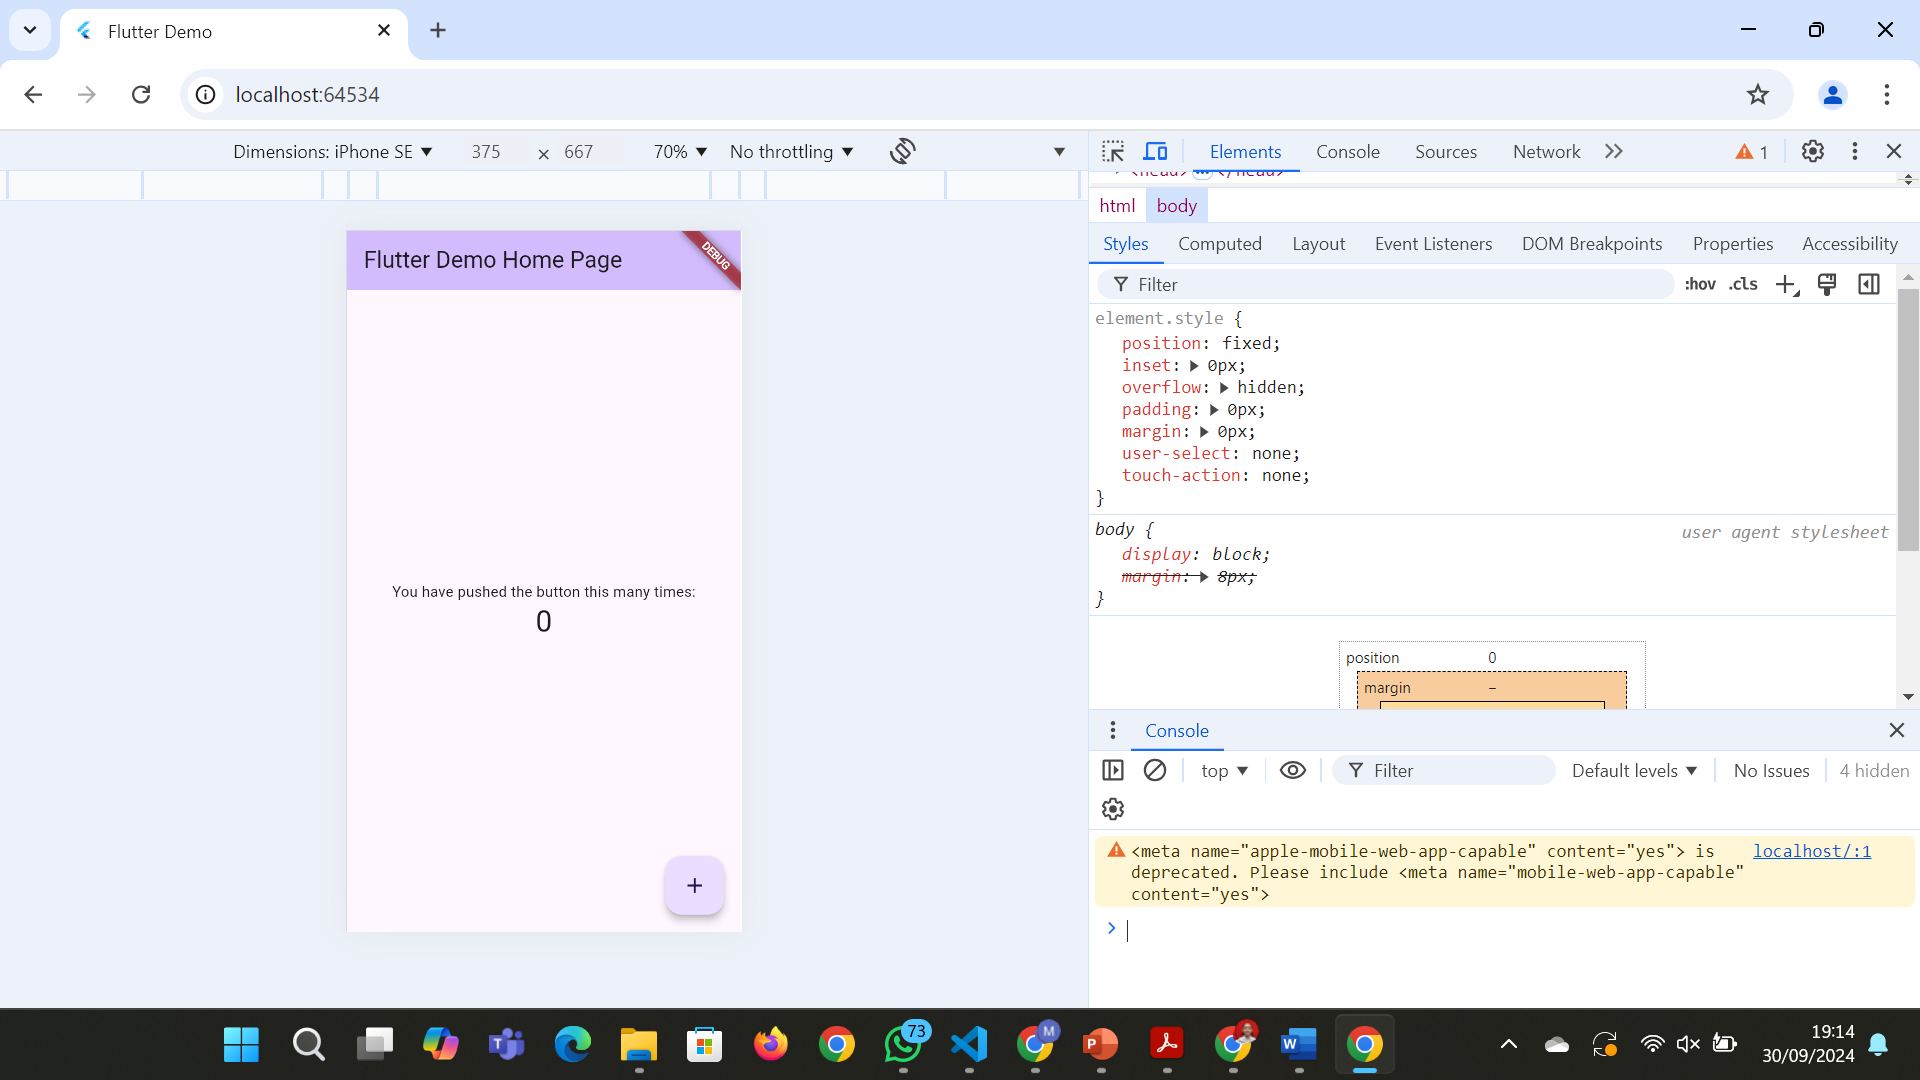 Flutter Demo
localhost:64534
Dimensions: iPhone SE 375 × 667 70% No throttling
Elements Console Sources Network 1
<head> … </head>
html body
Styles Computed Layout Event Listeners DOM Breakpoints Properties Accessibility
Filter :hov .cls
element.style {
position: fixed;
inset: 0px;
overflow: hidden;
padding: 0px;
margin: 0px;
user-select: none;
touch-action: none;
}
body { user agent stylesheet
display: block;
margin: 8px;
}
position 0
margin –
Flutter Demo Home Page
DEBUG
You have pushed the button this many times:
0
+
Console
top Filter Default levels No Issues 4 hidden
<meta name="apple-mobile-web-app-capable" content="yes"> is localhost/:1
deprecated. Please include <meta name="mobile-web-app-capable"
content="yes">
73
M
19:14
30/09/2024